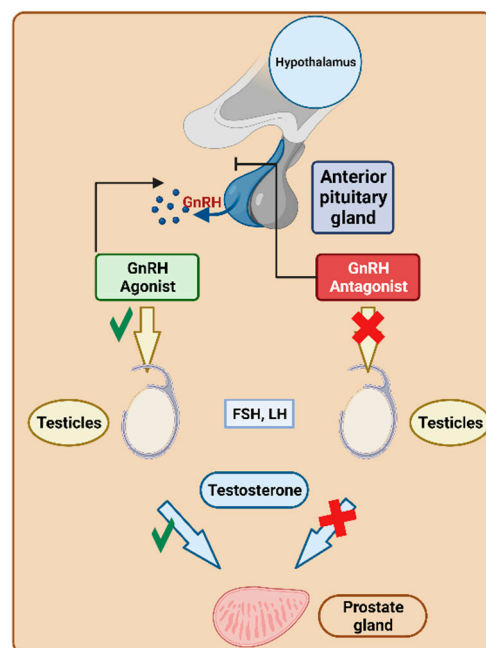 Hypothalamus
Anterior
pituitary
gland
GnRH
GnRH
Agonist
GnRH
Antagonist
Testicles
FSH, LH
Testicles
Testosterone
Prostate
gland